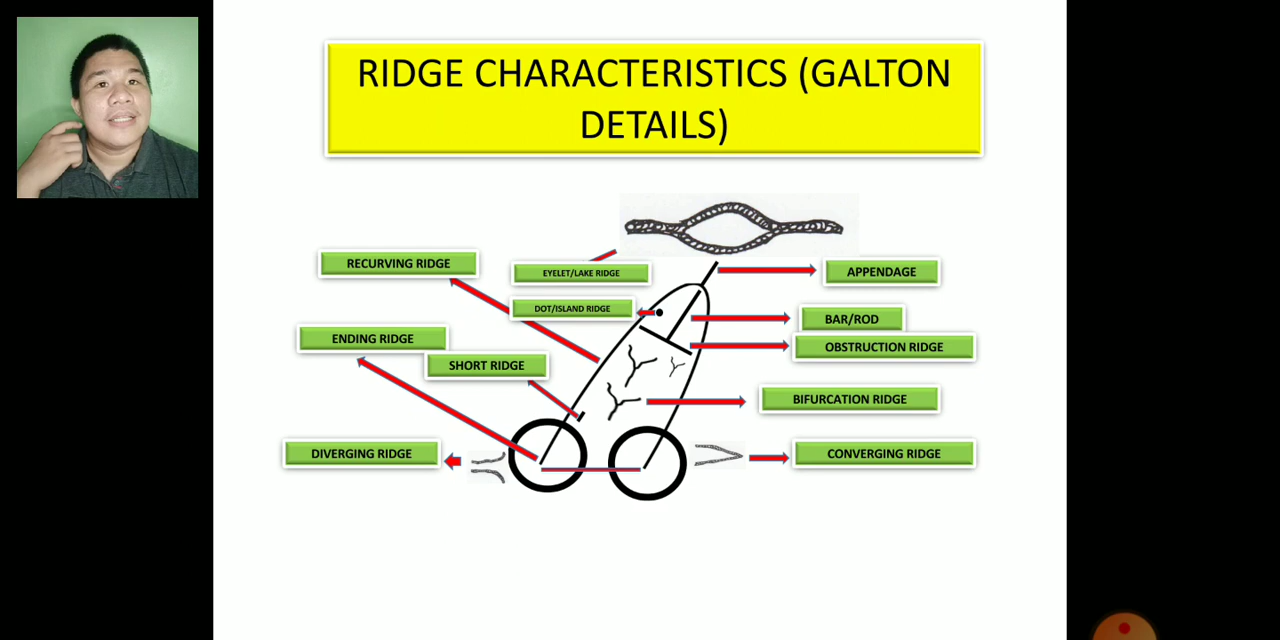 RIDGE CHARACTERISTICS (GALTON
DETAILS)
RECURVING RIDGE
EYELET/LAKE RIDGE
APPENDAGE
DOT/ISLAND RIDGE
BAR/ROD
ENDING RIDGE
OBSTRUCTION RIDGE
SHORT RIDGE
BIFURCATION RIDGE
DIVERGING RIDGE
CONVERGING RIDGE